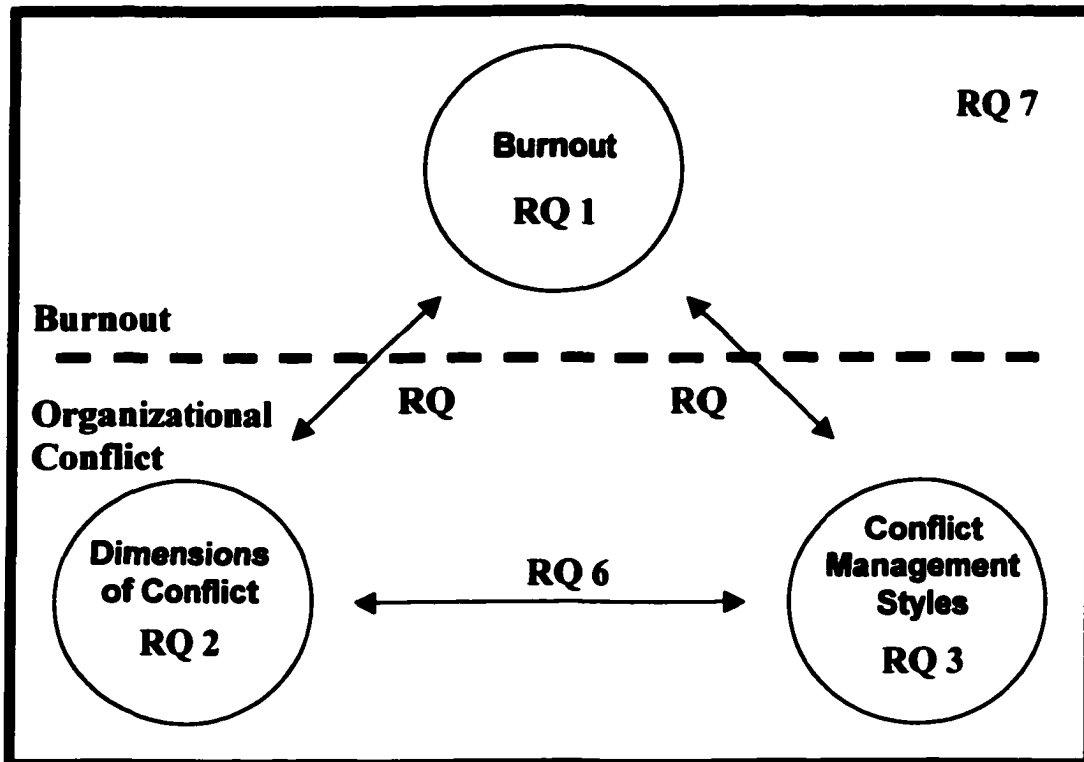 RQ 7
Burnout
RQ 1
Burnout
RQ
RQ
Organizational
Conflict
Dimensions
of Conflict
RQ 2
RQ 6
Conflict
Management
Styles
RQ 3